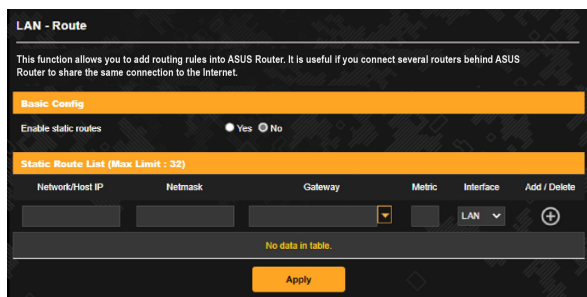 LAN - Route
This function allows you to add routing rules into ASUS Router. It is useful if you connect several routers behind ASUS
Router to share the same connection to the Internet.
Basic Config
Enable static routes Yes No
Static Route List (Max Limit : 32)
Network/Host IP Netmask Gateway Metric Interface Add / Delete
LAN
No data in table.
Apply